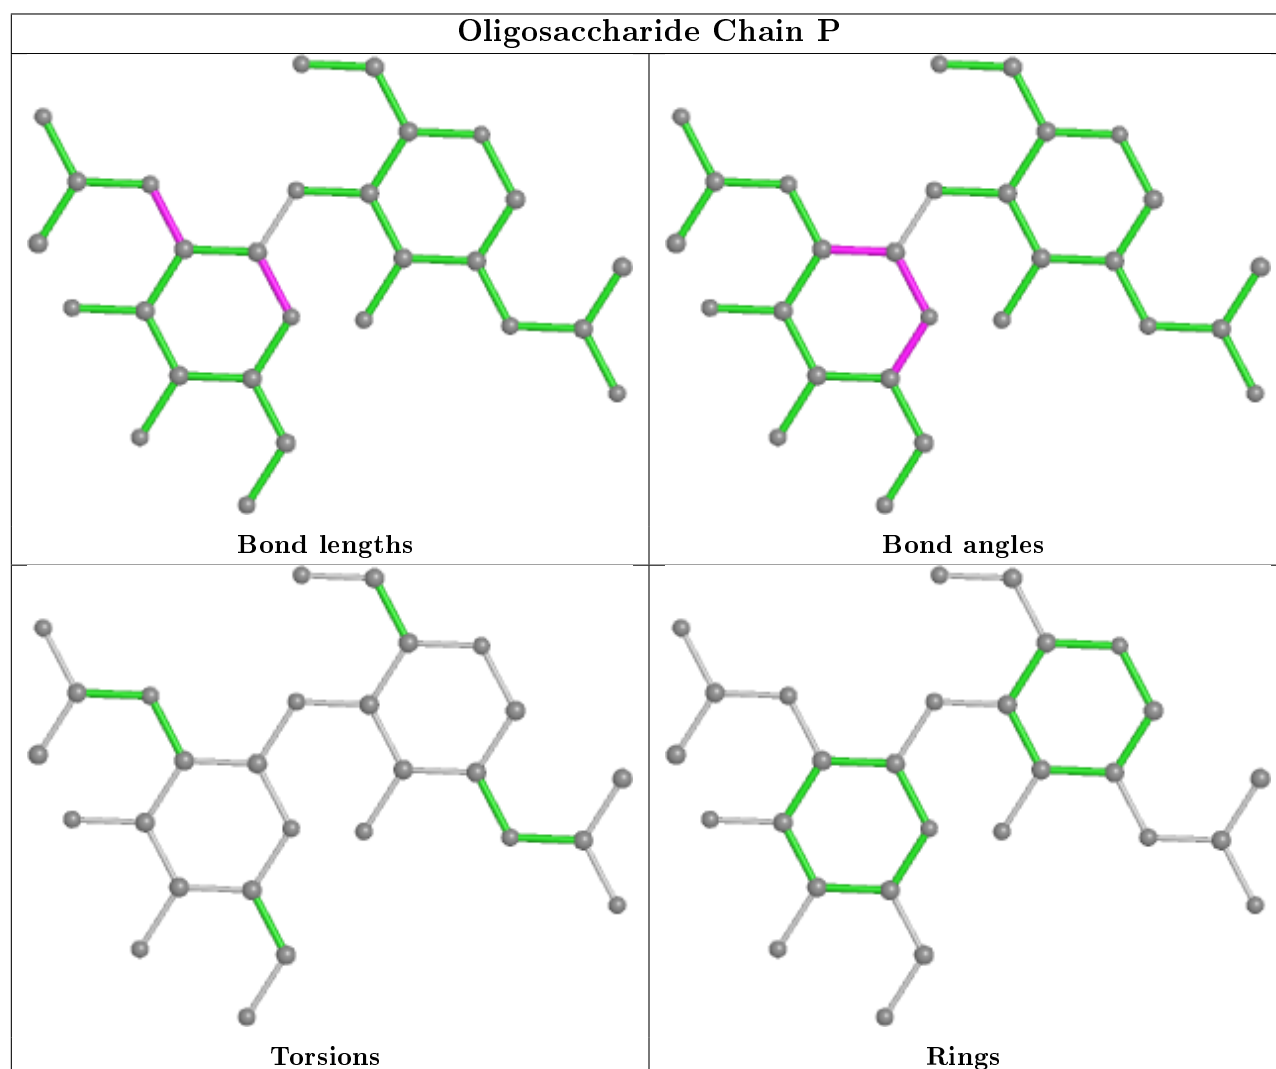 Oligosaccharide Chain P
Bond lengths
Bond angles
Torsions
Rings